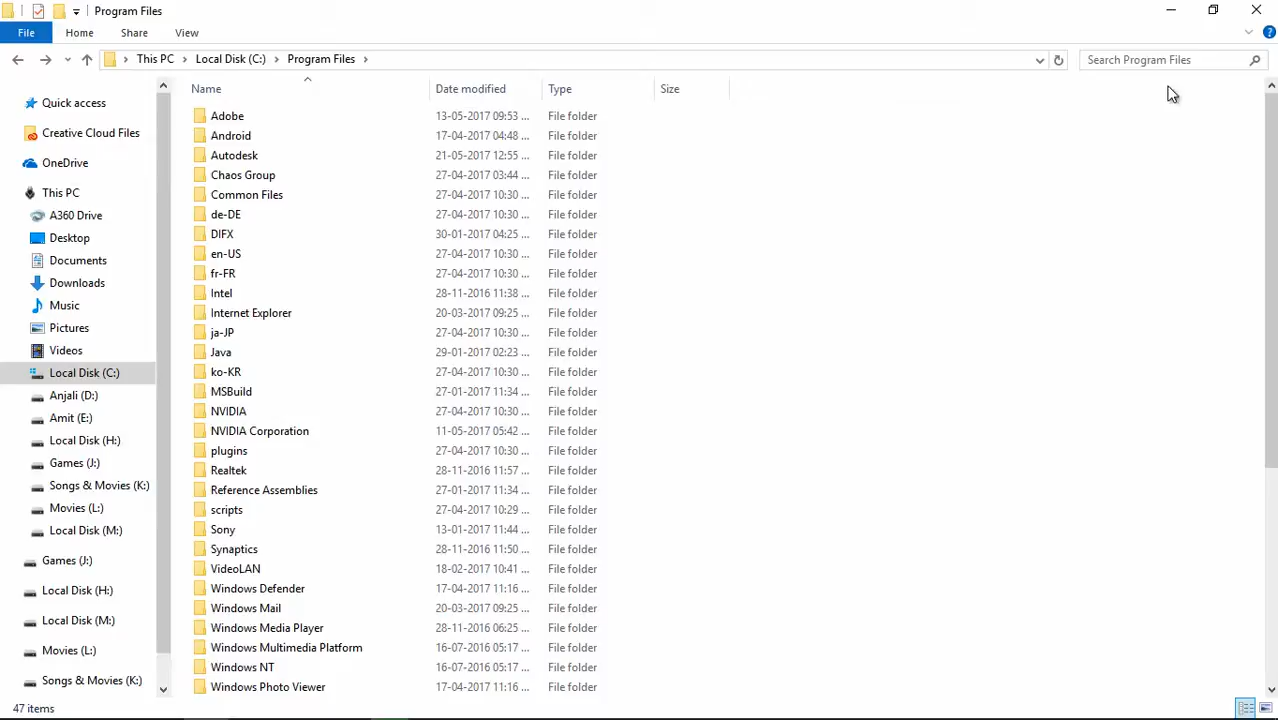 Program Files
File Home Share View
This PC Local Disk (C:) Program Files Search Program Files
Name Date modified Type Size
Quick access
Creative Cloud Files
OneDrive
This PC
A360 Drive
Desktop
Documents
Downloads
Music
Pictures
Videos
Local Disk (C:)
Anjali (D:)
Amit (E:)
Local Disk (H:)
Games (J:)
Songs & Movies (K:)
Movies (L:)
Local Disk (M:)
Games (J:)
Local Disk (H:)
Local Disk (M:)
Movies (L:)
Songs & Movies (K:)
Adobe 13-05-2017 09:53 ... File folder
Android 17-04-2017 04:48 ... File folder
Autodesk 21-05-2017 12:55 ... File folder
Chaos Group 27-04-2017 03:44 ... File folder
Common Files 27-04-2017 10:30 ... File folder
de-DE 27-04-2017 10:30 ... File folder
DIFX 30-01-2017 04:25 ... File folder
en-US 27-04-2017 10:30 ... File folder
fr-FR 27-04-2017 10:30 ... File folder
Intel 28-11-2016 11:38 ... File folder
Internet Explorer 20-03-2017 09:25 ... File folder
ja-JP 27-04-2017 10:30 ... File folder
Java 29-01-2017 02:23 ... File folder
ko-KR 27-04-2017 10:30 ... File folder
MSBuild 27-01-2017 11:34 ... File folder
NVIDIA 27-04-2017 10:30 ... File folder
NVIDIA Corporation 11-05-2017 05:42 ... File folder
plugins 27-04-2017 10:30 ... File folder
Realtek 28-11-2016 11:57 ... File folder
Reference Assemblies 27-01-2017 11:34 ... File folder
scripts 27-04-2017 10:29 ... File folder
Sony 13-01-2017 11:44 ... File folder
Synaptics 28-11-2016 11:50 ... File folder
VideoLAN 18-02-2017 10:41 ... File folder
Windows Defender 17-04-2017 11:16 ... File folder
Windows Mail 20-03-2017 09:25 ... File folder
Windows Media Player 28-11-2016 06:25 ... File folder
Windows Multimedia Platform 16-07-2016 05:17 ... File folder
Windows NT 16-07-2016 05:17 ... File folder
Windows Photo Viewer 17-04-2017 11:16 ... File folder
47 items